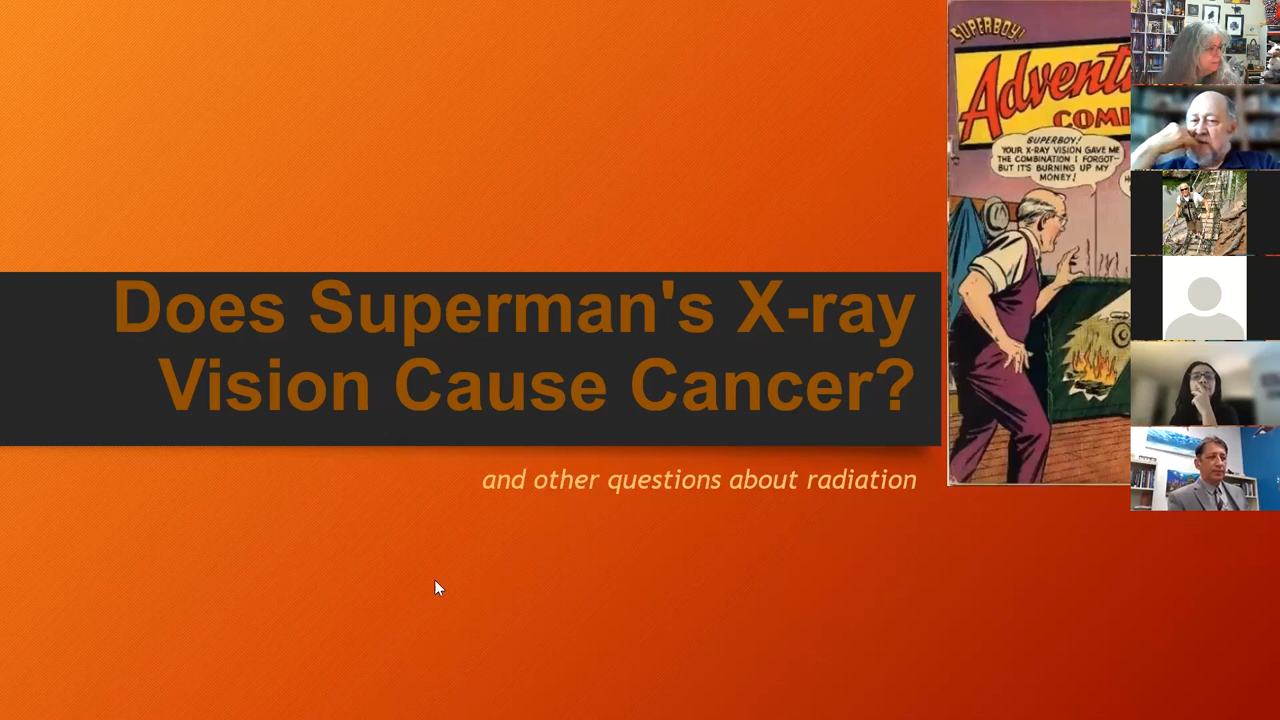 Does Superman's X-ray
Vision Cause Cancer?
and other questions about radiation
SUPERBOY!
COMI
SUPERBOY!
YOUR X-RAY VISION GAVE ME
THE COMBINATION I FORGOT--
BUT IT'S BURNING UP MY
MONEY!